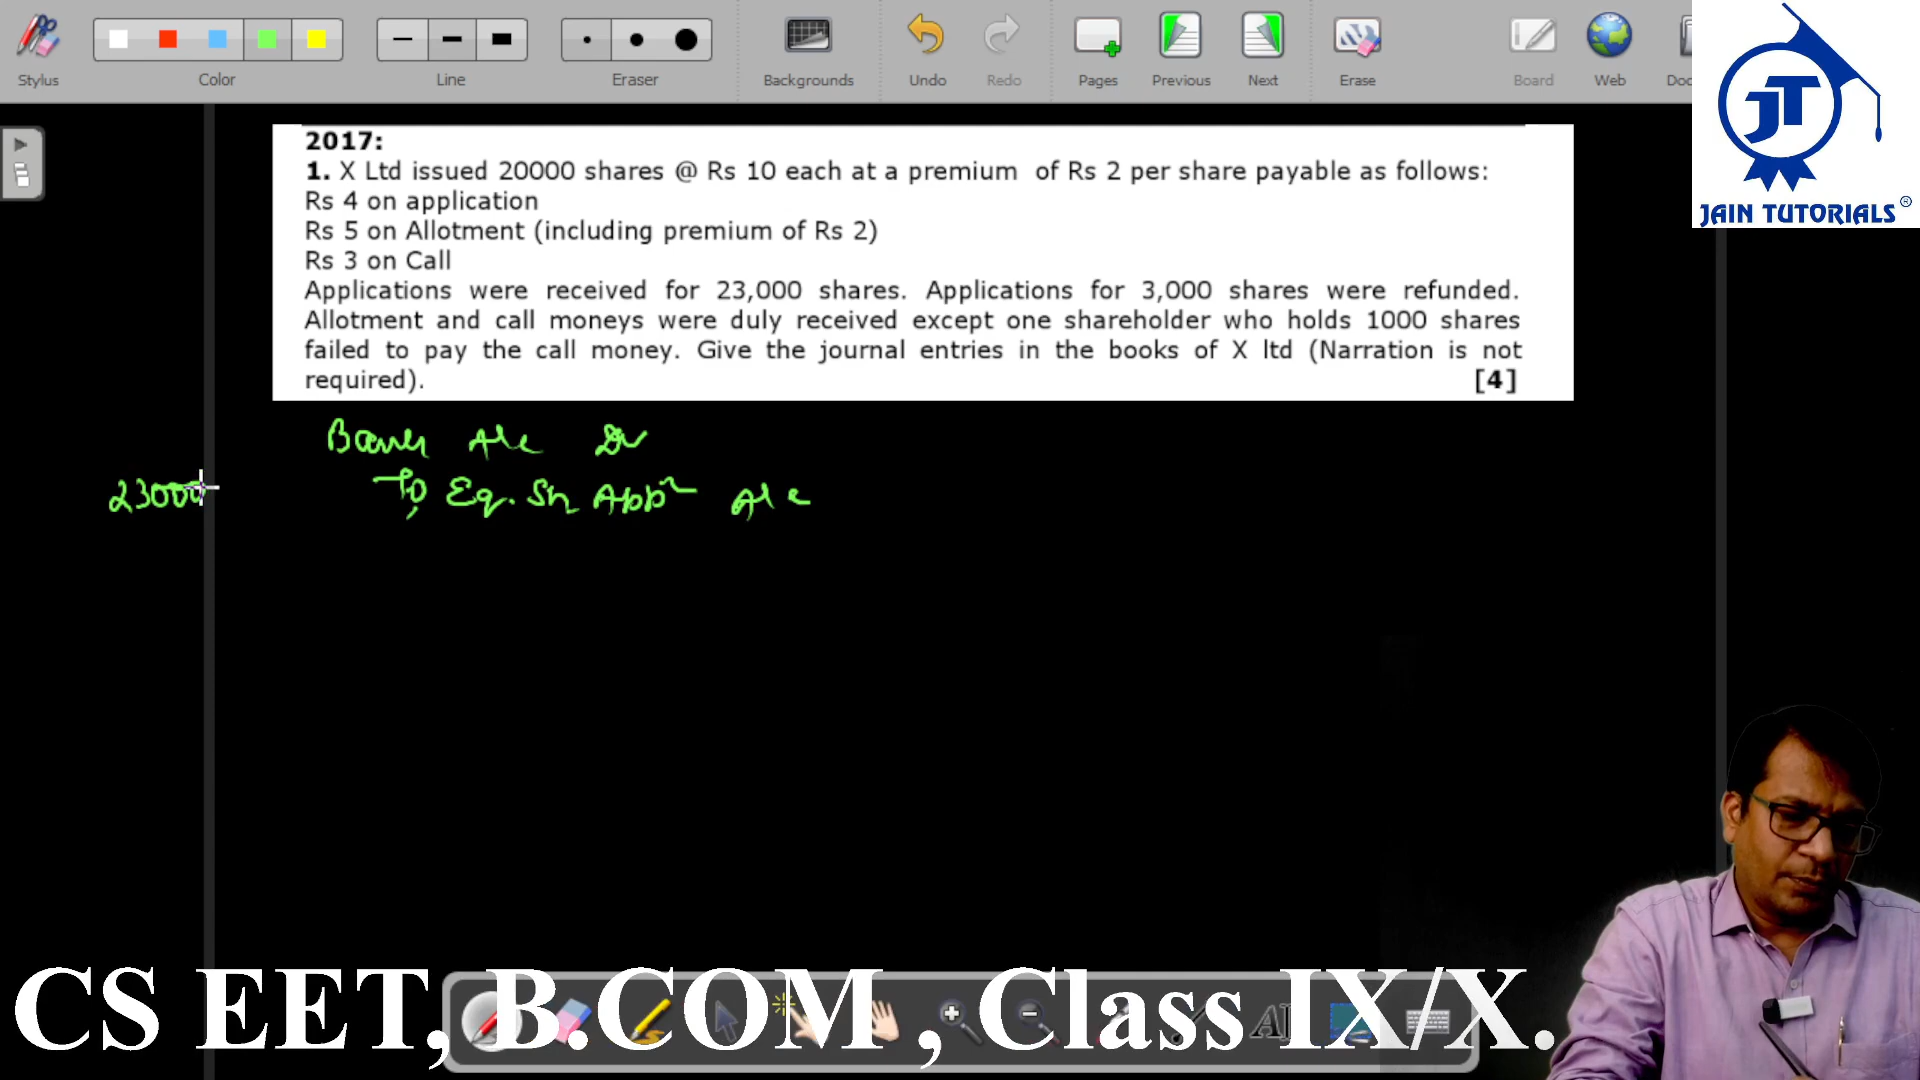 Stylus
Color
Line
Eraser
Backgrounds
Undo
Redo
Pages
Previous
Next
Erase
Board
Web
JT
JAIN TUTORIALS®
2017:
1. X Ltd issued 20000 shares @ Rs 10 each at a premium of Rs 2 per share payable as follows:
Rs 4 on application
Rs 5 on Allotment (including premium of Rs 2)
Rs 3 on Call
Applications were received for 23,000 shares. Applications for 3,000 shares were refunded.
Allotment and call moneys were duly received except one shareholder who holds 1000 shares
failed to pay the call money. Give the journal entries in the books of X ltd (Narration is not
required). [4]
Bank A/c Dr
23000 To, Eq. Sh Appn A/c
CS EET, B.COM , Class IX/X.